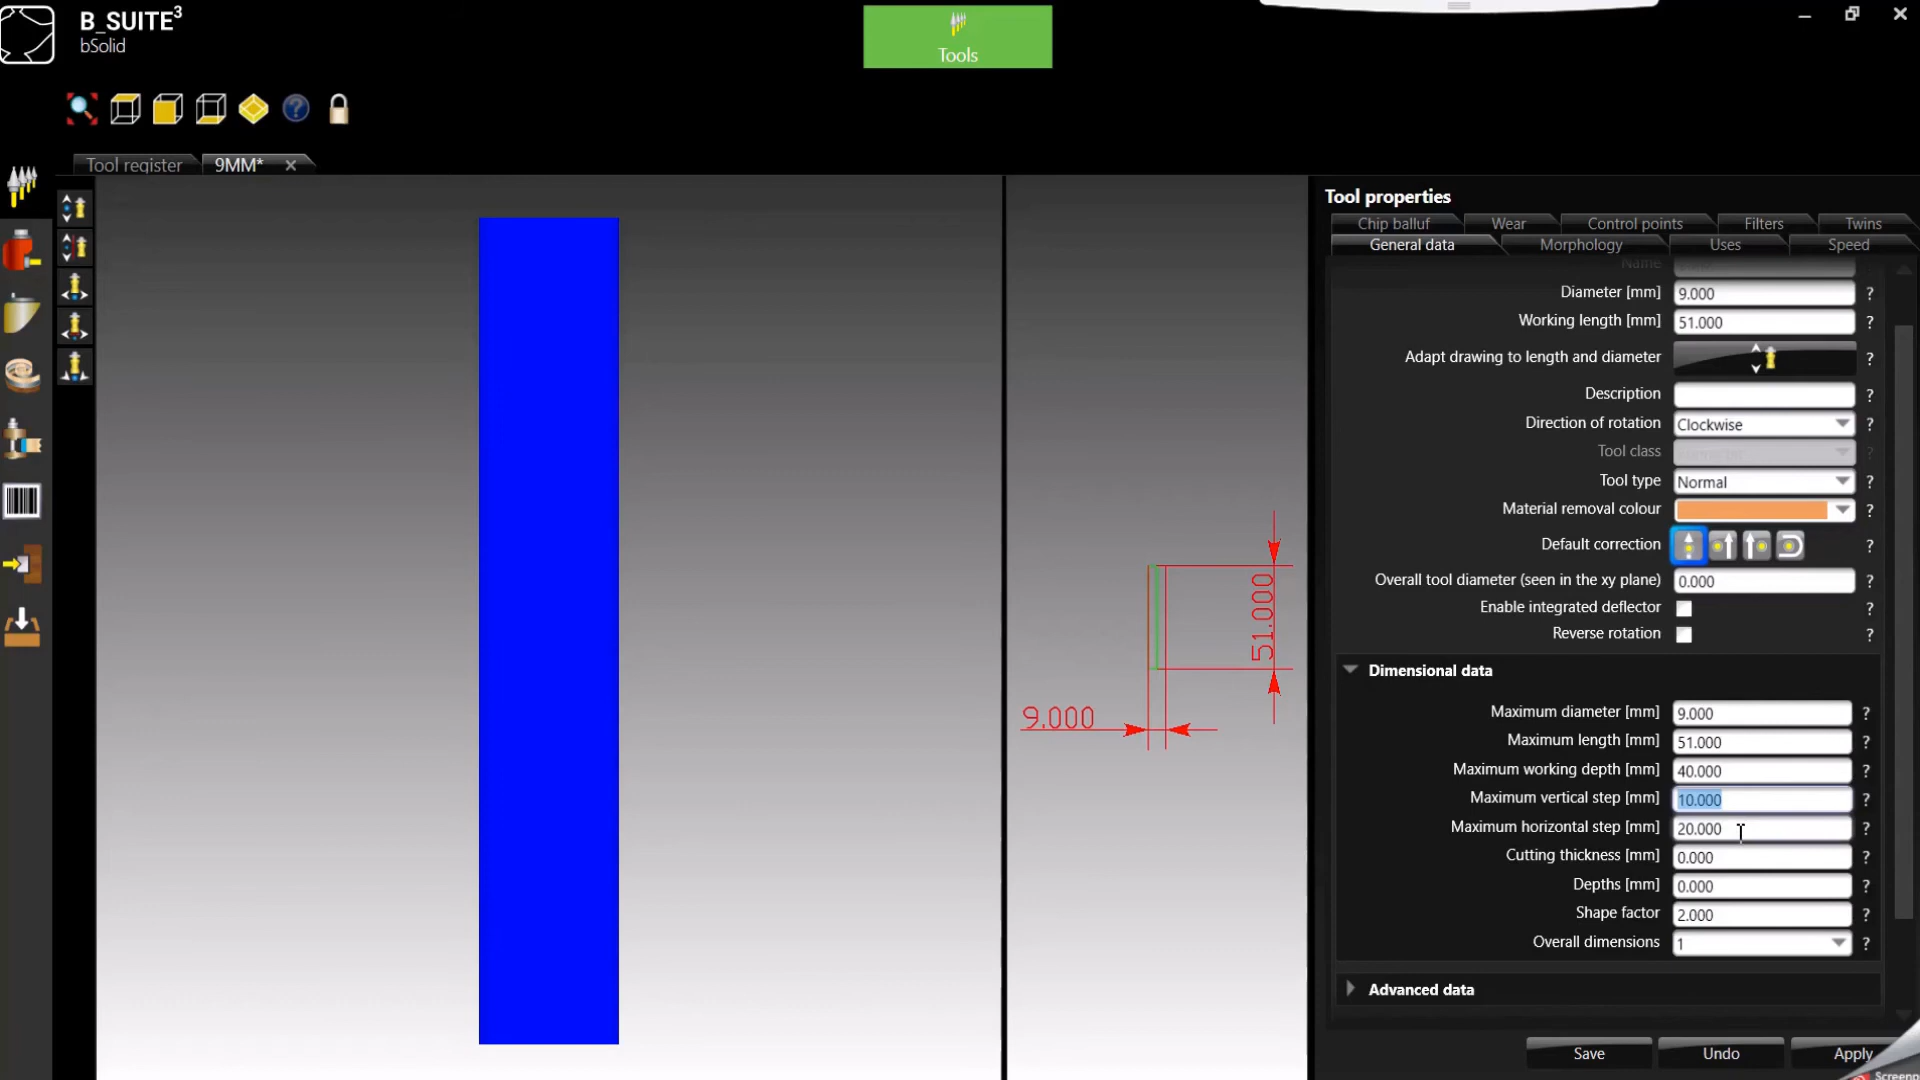 B_SUITE³
bSolid
Tools
Tool register
9MM*
Tool properties
Chip balluf
Wear
Control points
Filters
Twins
General data
Morphology
Uses
Speed
Name
Diameter [mm] 9.000 ?
Working length [mm] 51.000 ?
Adapt drawing to length and diameter ?
Description ?
Direction of rotation Clockwise ?
Tool class ?
Tool type Normal ?
Material removal colour ?
Default correction ?
Overall tool diameter (seen in the xy plane) 0.000 ?
Enable integrated deflector ?
Reverse rotation ?
Dimensional data
Maximum diameter [mm] 9.000 ?
Maximum length [mm] 51.000 ?
Maximum working depth [mm] 40.000 ?
Maximum vertical step [mm] 10.000 ?
Maximum horizontal step [mm] 20.000 ?
Cutting thickness [mm] 0.000 ?
Depths [mm] 0.000 ?
Shape factor 2.000 ?
Overall dimensions 1 ?
Advanced data
Save
Undo
Apply
51.000
9.000